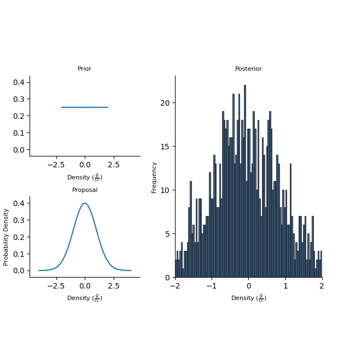 Prior
0.4
0.3
0.2
0.1
0.0
−2.5 0.0 2.5
Density (g/cc)
Proposal
Probability Density
0.4
0.3
0.2
0.1
0.0
−2.5 0.0 2.5
Density (g/cc)
Posterior
Frequency
20
15
10
5
0
−2 −1 0 1 2
Density (g/cc)